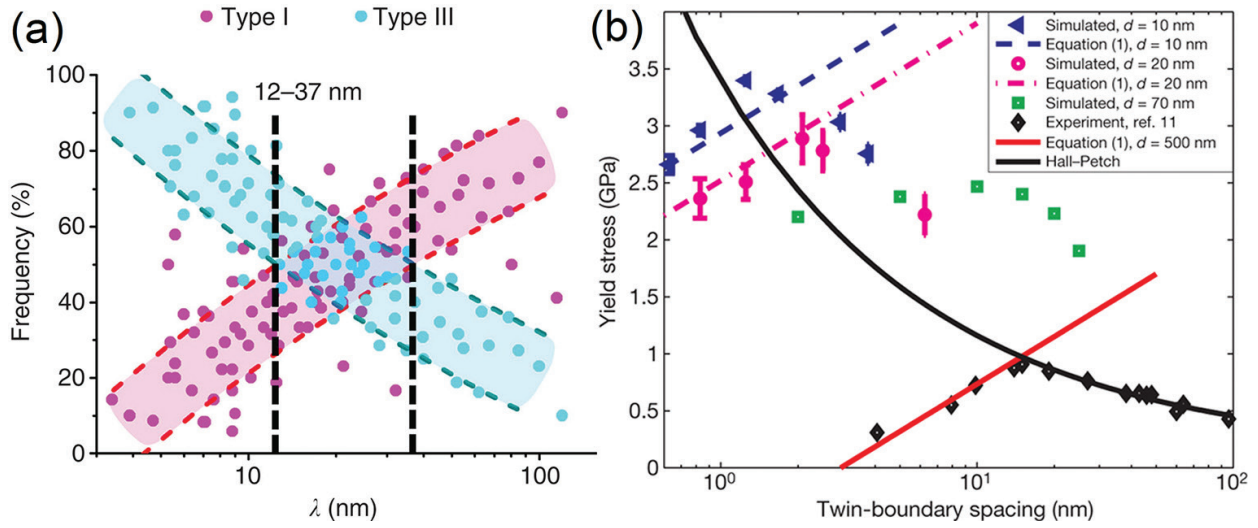 (a)
Type I
Type III
12–37 nm
Frequency (%)
100
80
60
40
20
0
10
100
λ (nm)
(b)
Simulated, d = 10 nm
Equation (1), d = 10 nm
Simulated, d = 20 nm
Equation (1), d = 20 nm
Simulated, d = 70 nm
Experiment, ref. 11
Equation (1), d = 500 nm
Hall–Petch
Yield stress (GPa)
3.5
3
2.5
2
1.5
1
0.5
0
10⁰
10¹
10²
Twin-boundary spacing (nm)